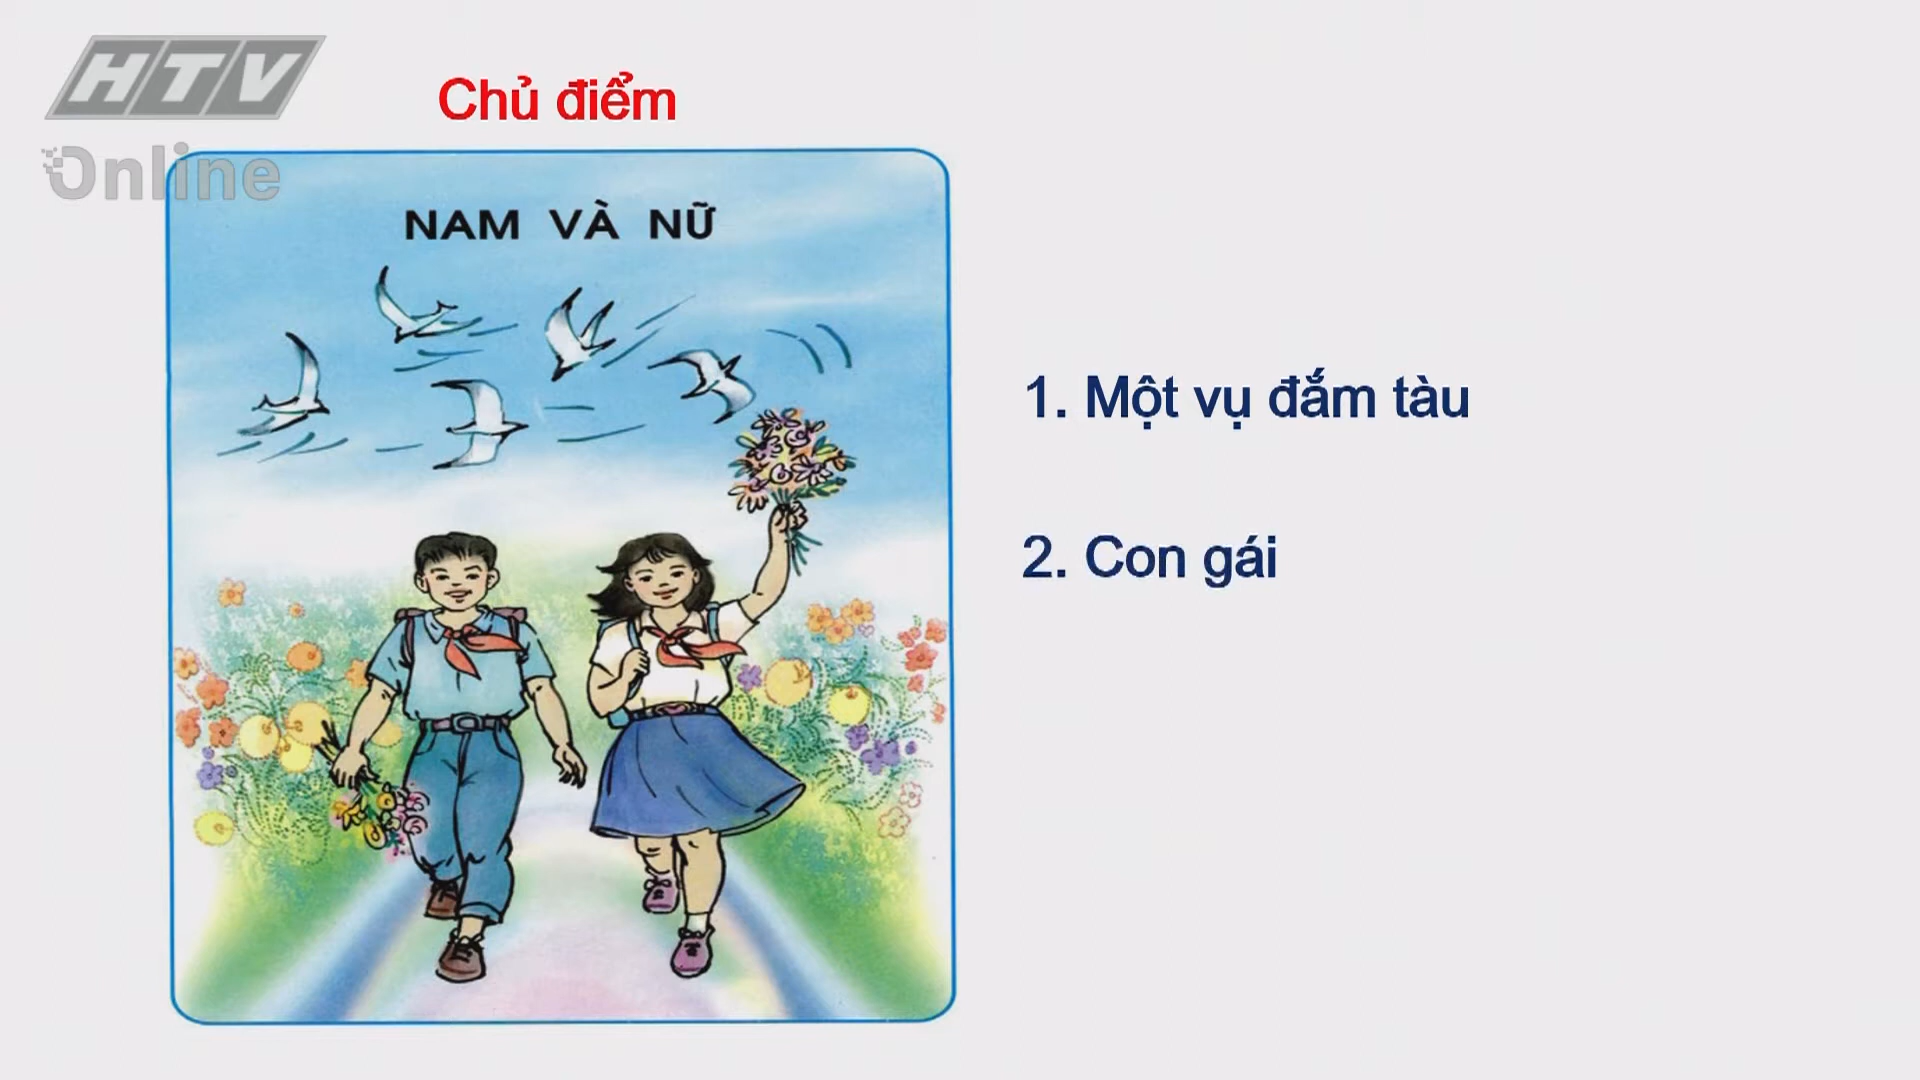 HTV
Online
Chủ điểm
NAM VÀ NỮ
1. Một vụ đắm tàu
2. Con gái